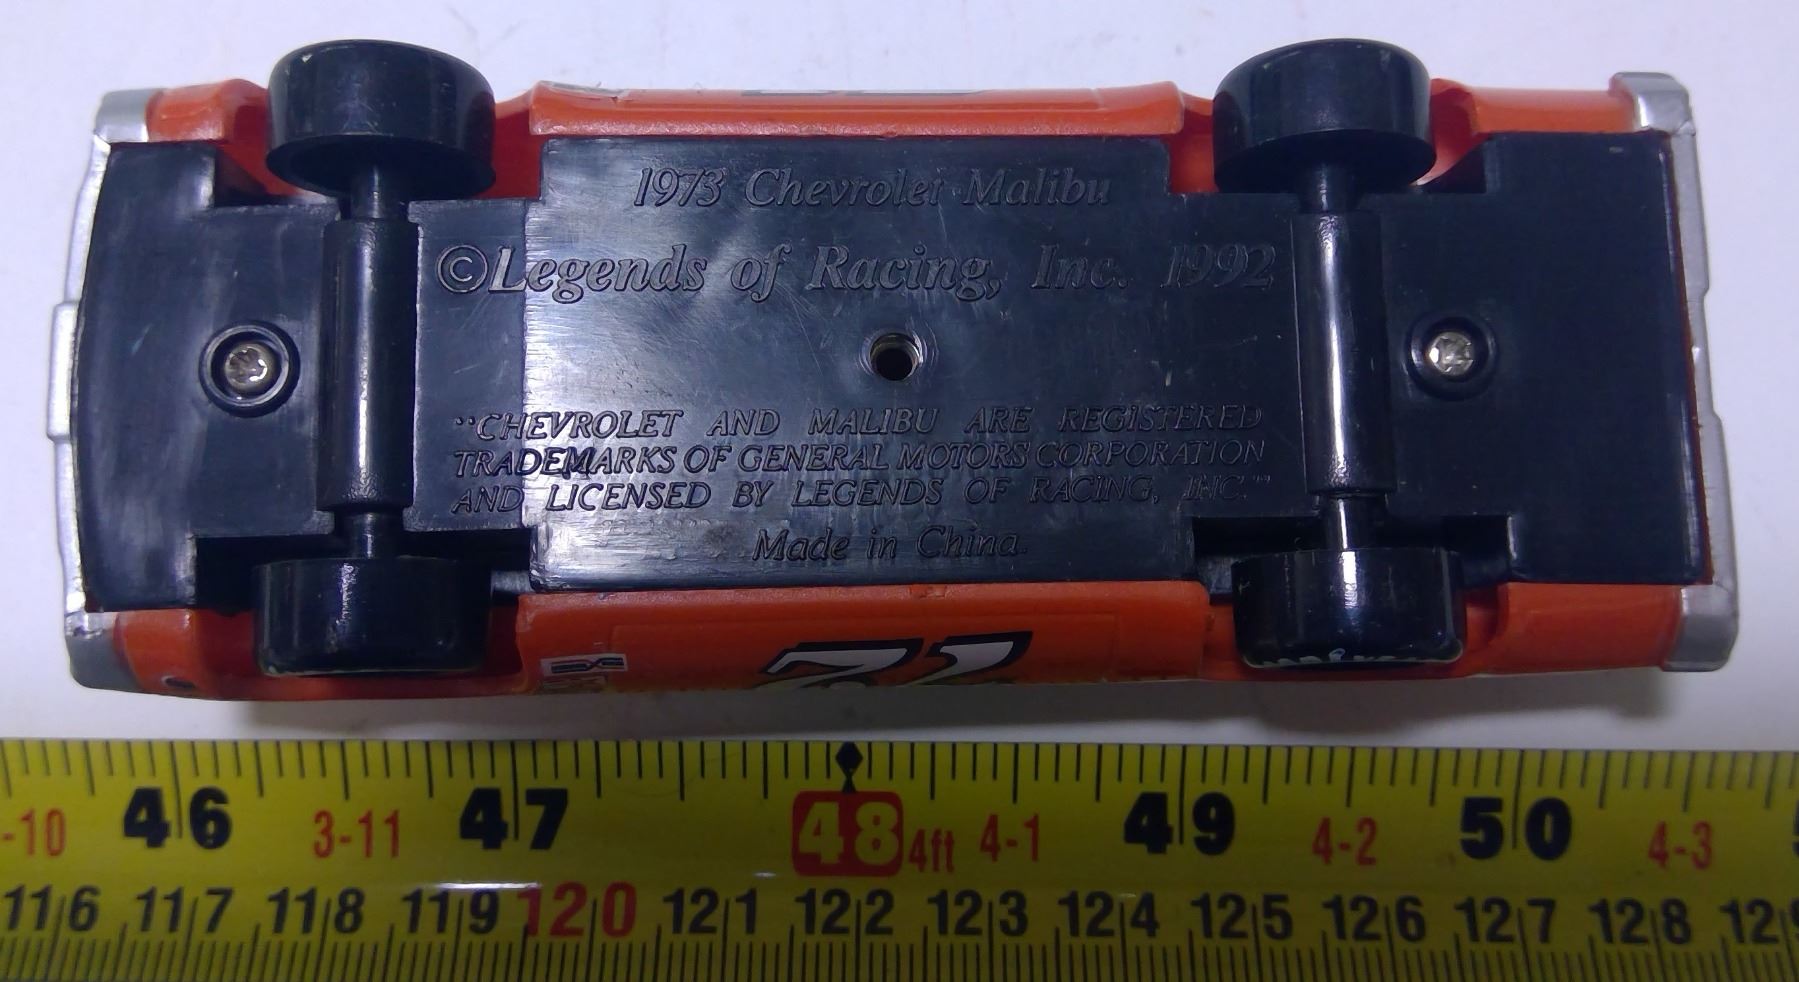 1973 Chevrolet Malibu
©Legends of Racing, Inc. 1992
"CHEVROLET AND MALIBU ARE REGISTERED
TRADEMARKS OF GENERAL MOTORS CORPORATION
AND LICENSED BY LEGENDS OF RACING, INC."
Made in China.
46 47 48 49 50
-10 3-11 4ft 4-1 4-2 4-3
116 117 118 119 120 121 122 123 124 125 126 127 128 129